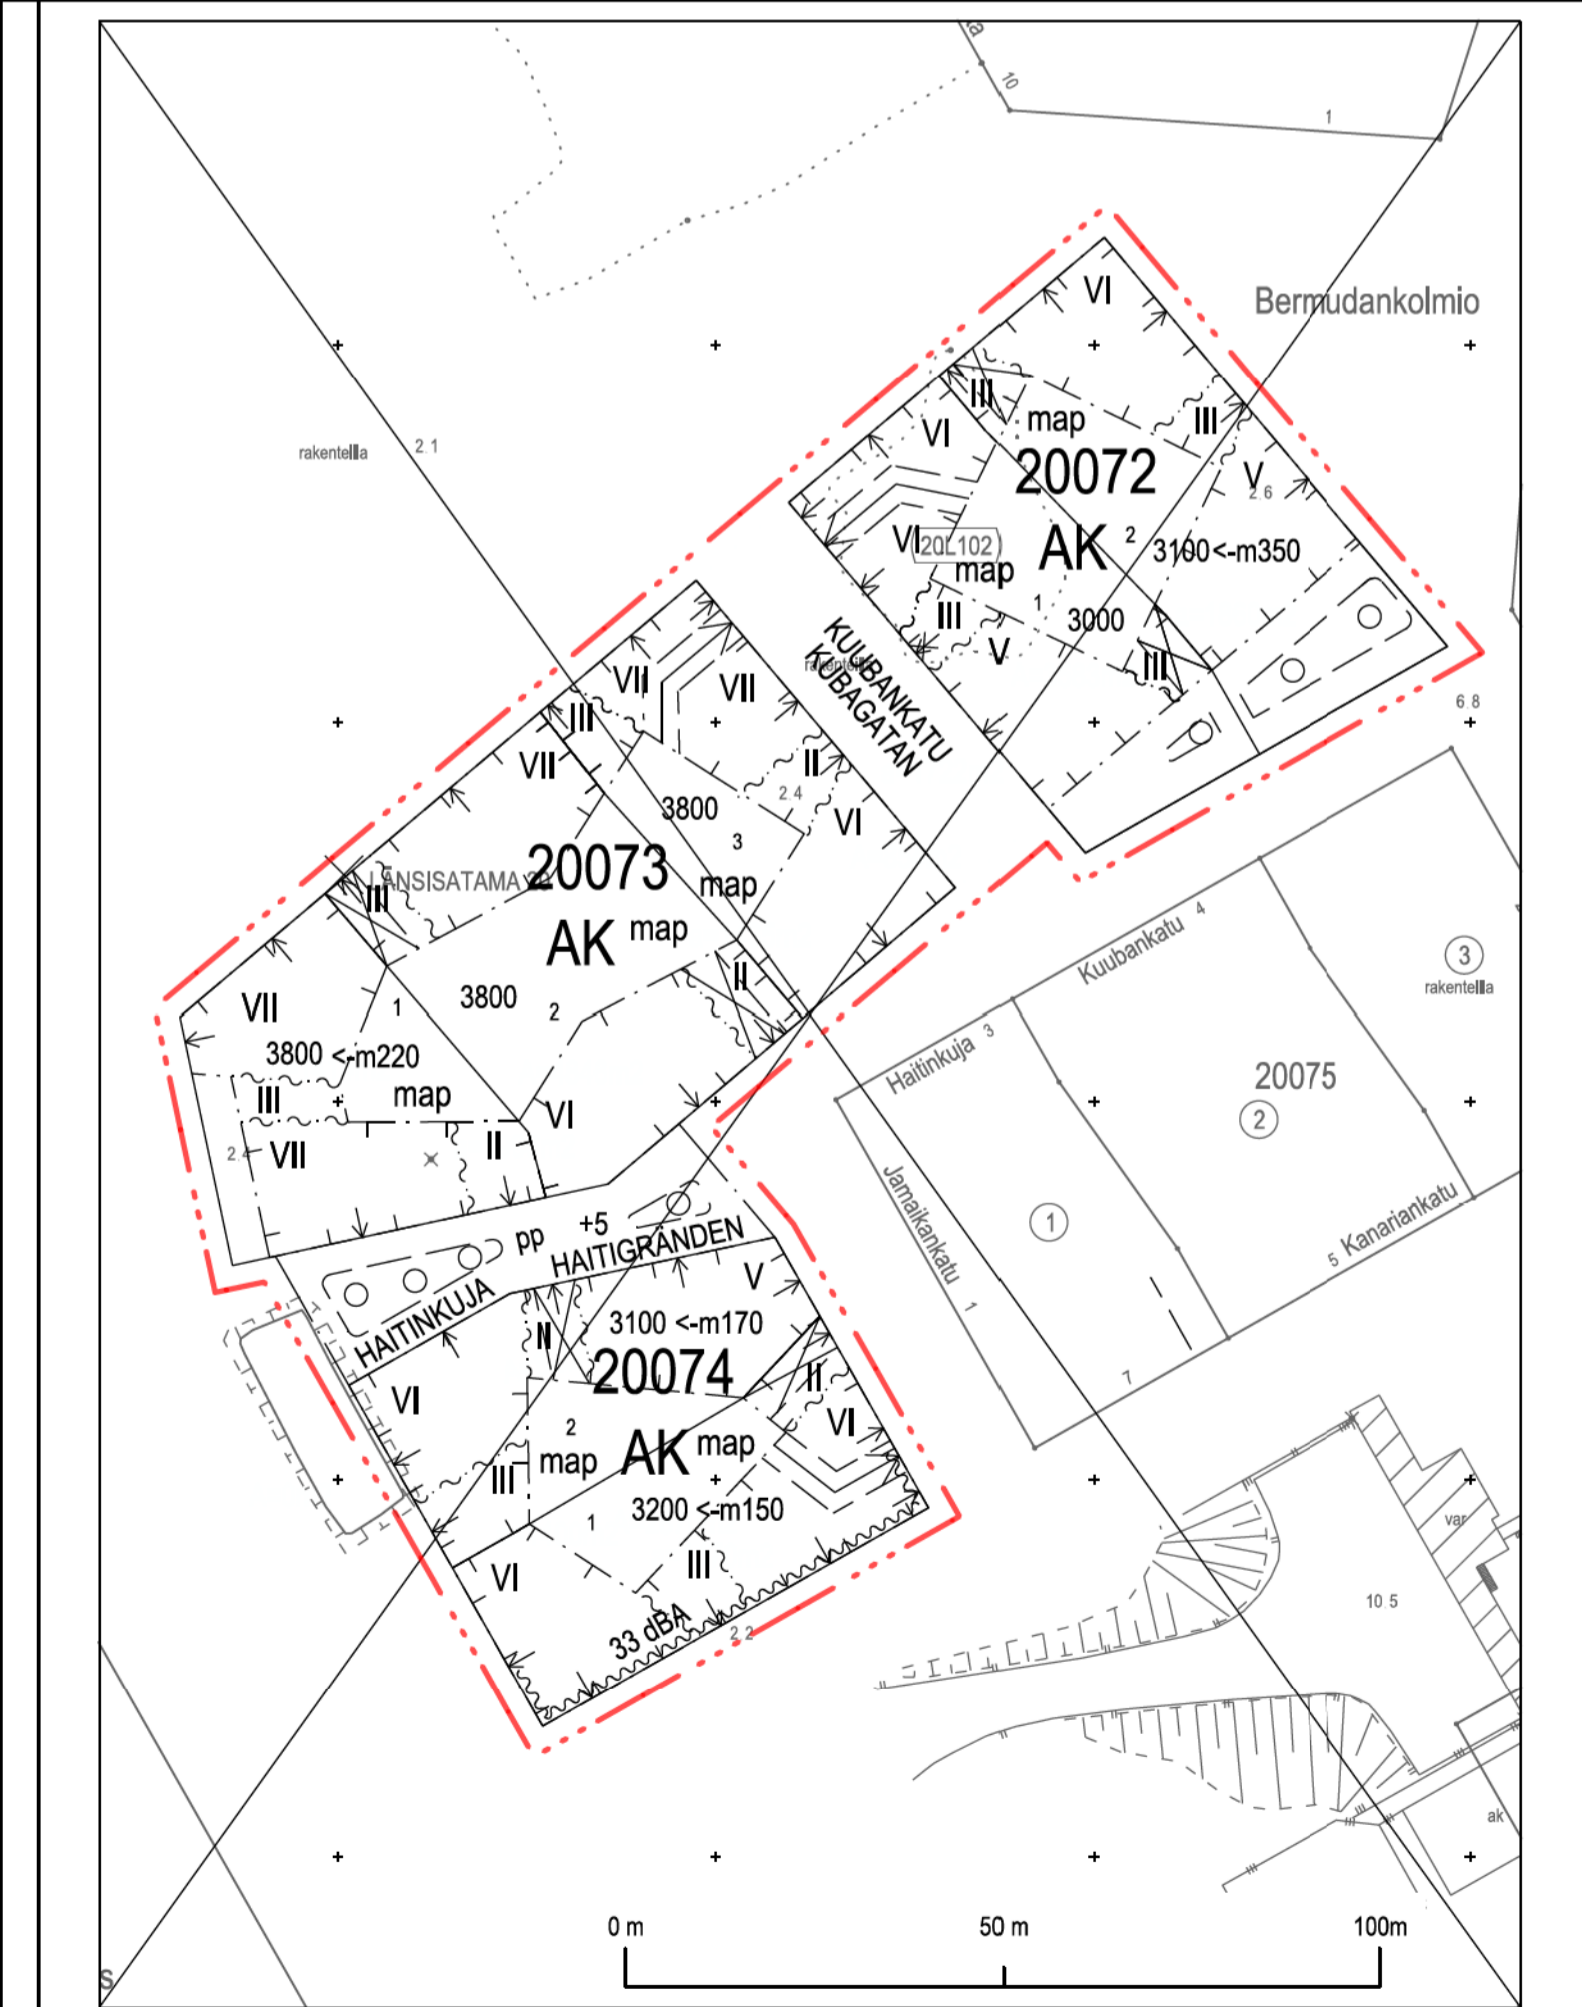 10
1
VI
Bermudankolmio
III
map
III
VI
rakenteilla
2.1
20072
V
2.6
VI
(20L102)
map
AK
2
3100<-m350
1
3000
III
V
III
KUUBANKATU
KUBAGATAN
VII
VII
III
6.8
VII
II
3800
2.4
3
VI
20073
LÄNSISATAMA
III
map
AK
map
Kuubankatu
4
3
rakenteilla
VII
1
3800
2
II
Haitinkuja
3
3800 <-m220
20075
III
map
VI
2
2.4
VII
II
Jamaikankatu
1
1
pp
+5
HAITIGRÄNDEN
5
Kanariankatu
HAITINKUJA
V
3100 <-m170
20074
II
VI
7
VI
2
map
AK
map
III
1
3200 <-m150
var
VI
III
33 dBA
2.2
10.5
ak
0 m
50 m
100m
S